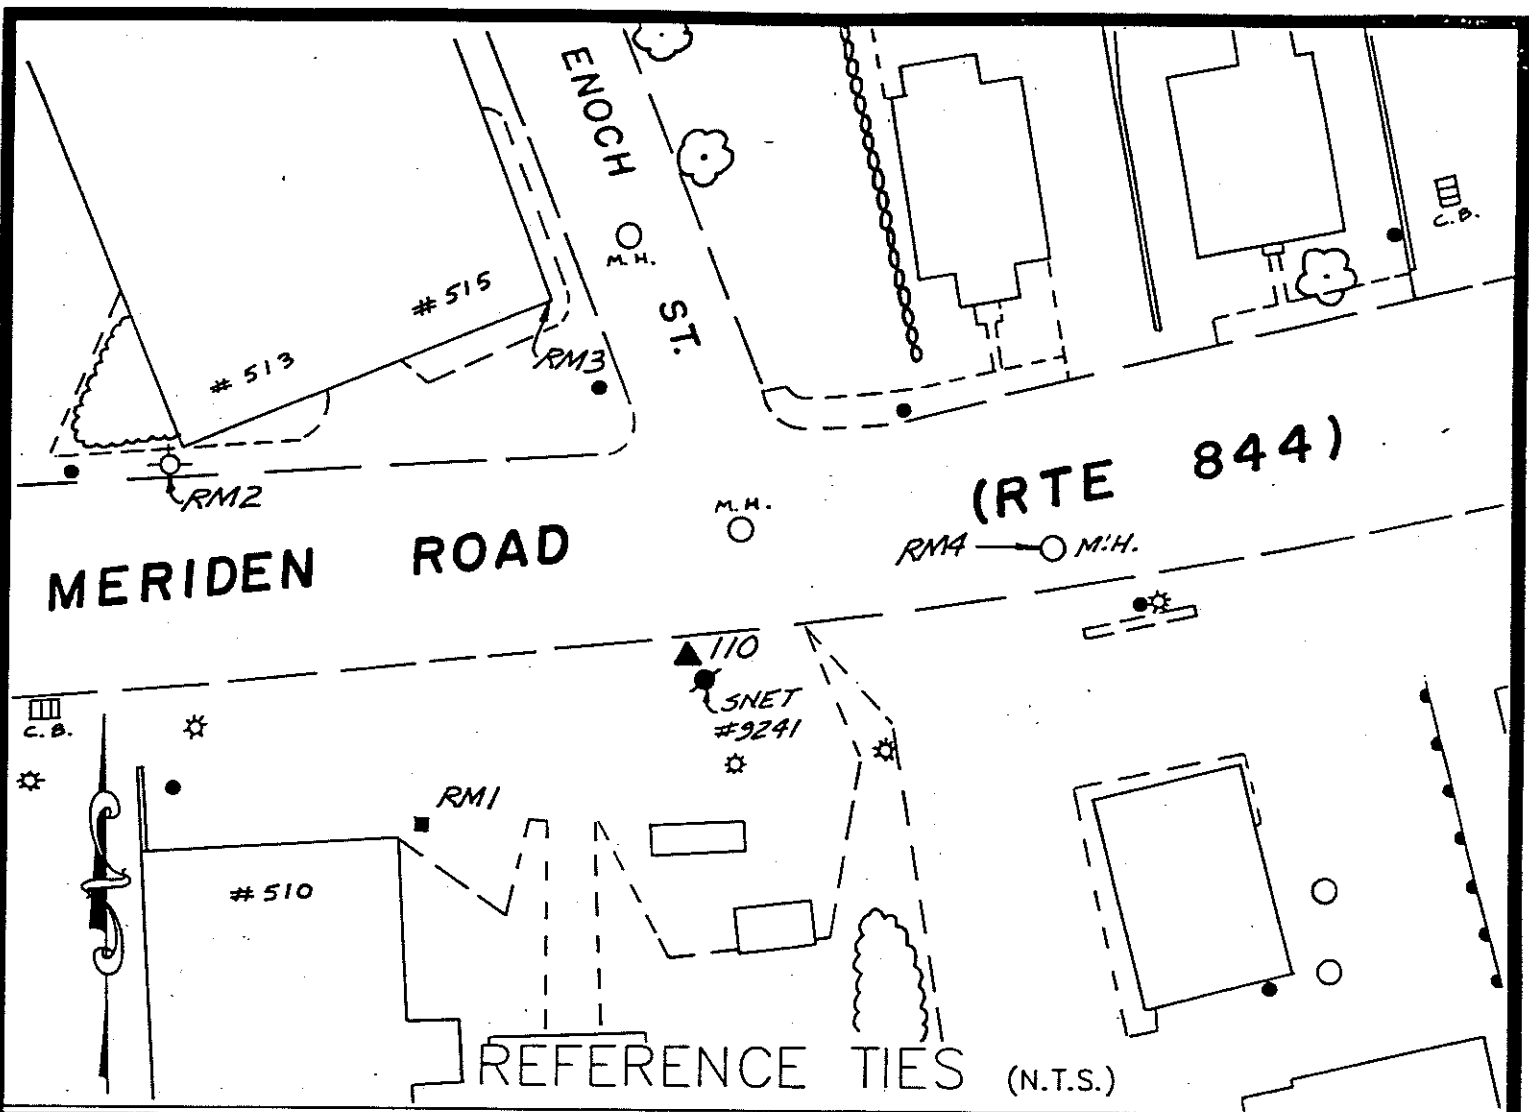 ENOCH ST.
C. B.
M. H.
# 515
# 513
RM3
RM2
(RTE 844)
M. H.
RM4
M.H.
MERIDEN ROAD
110
SNET
#9241
C. B.
RM1
# 510
REFERENCE TIES (N.T.S.)